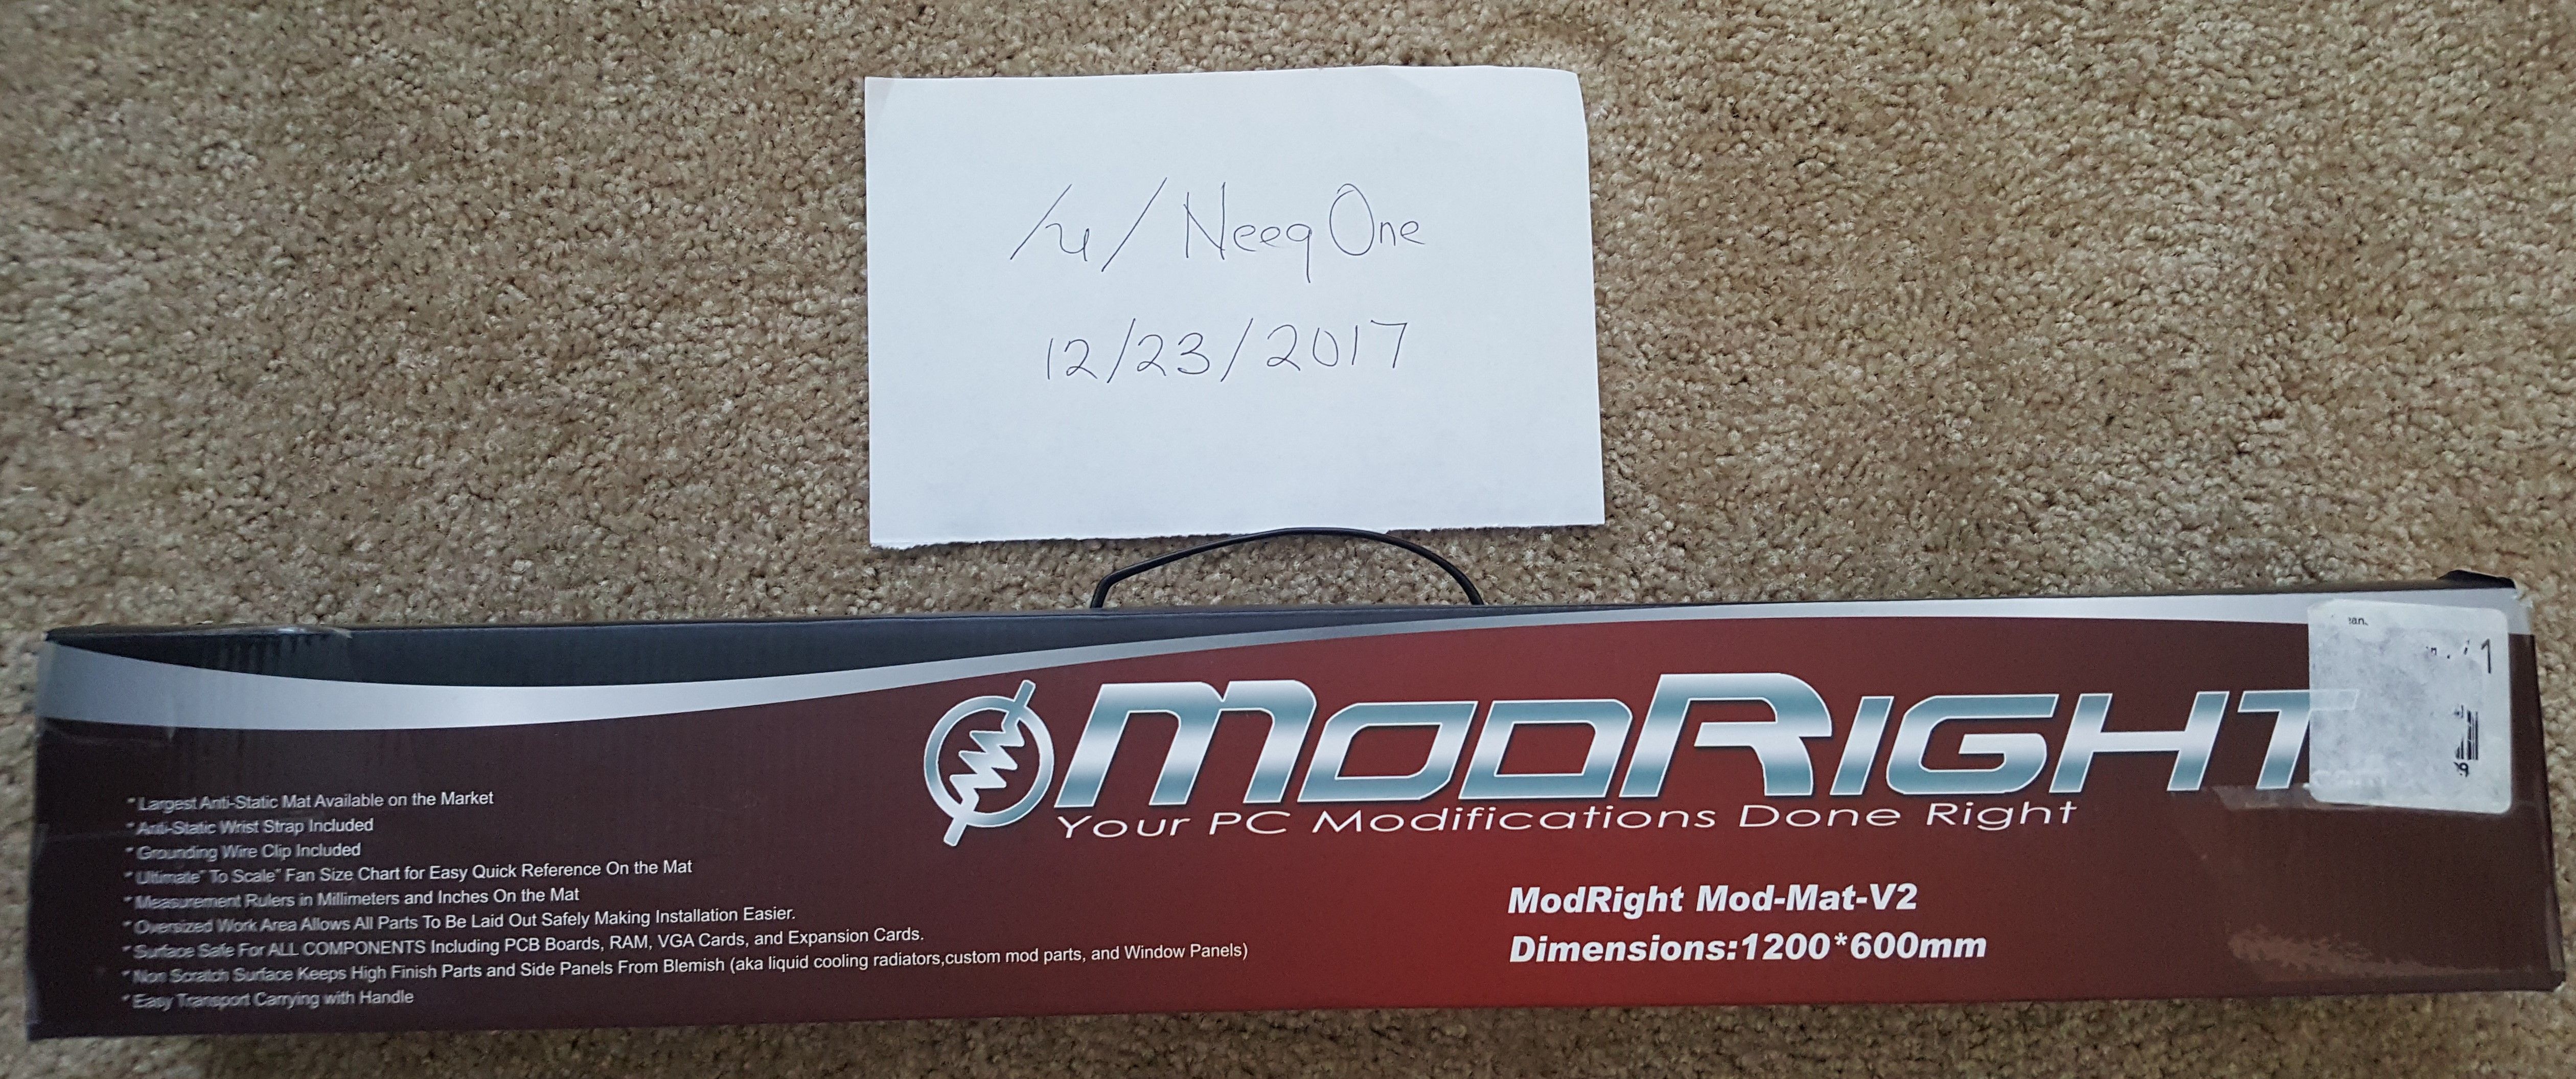 /u/NeeqOne
12/23/2017
MODRIGHT
Your PC Modifications Done Right
* Largest Anti-Static Mat Available on the Market
* Anti-Static Wrist Strap Included
* Grounding Wire Clip Included
* Ultimate" To Scale" Fan Size Chart for Easy Quick Reference On the Mat
* Measurement Rulers in Millimeters and Inches On the Mat
* Oversized Work Area Allows All Parts To Be Laid Out Safely Making Installation Easier.
* Surface Safe For ALL COMPONENTS Including PCB Boards, RAM, VGA Cards, and Expansion Cards.
* Non Scratch Surface Keeps High Finish Parts and Side Panels From Blemish (aka liquid cooling radiators,custom mod parts, and Window Panels)
* Easy Transport Carrying with Handle
ModRight Mod-Mat-V2
Dimensions:1200*600mm